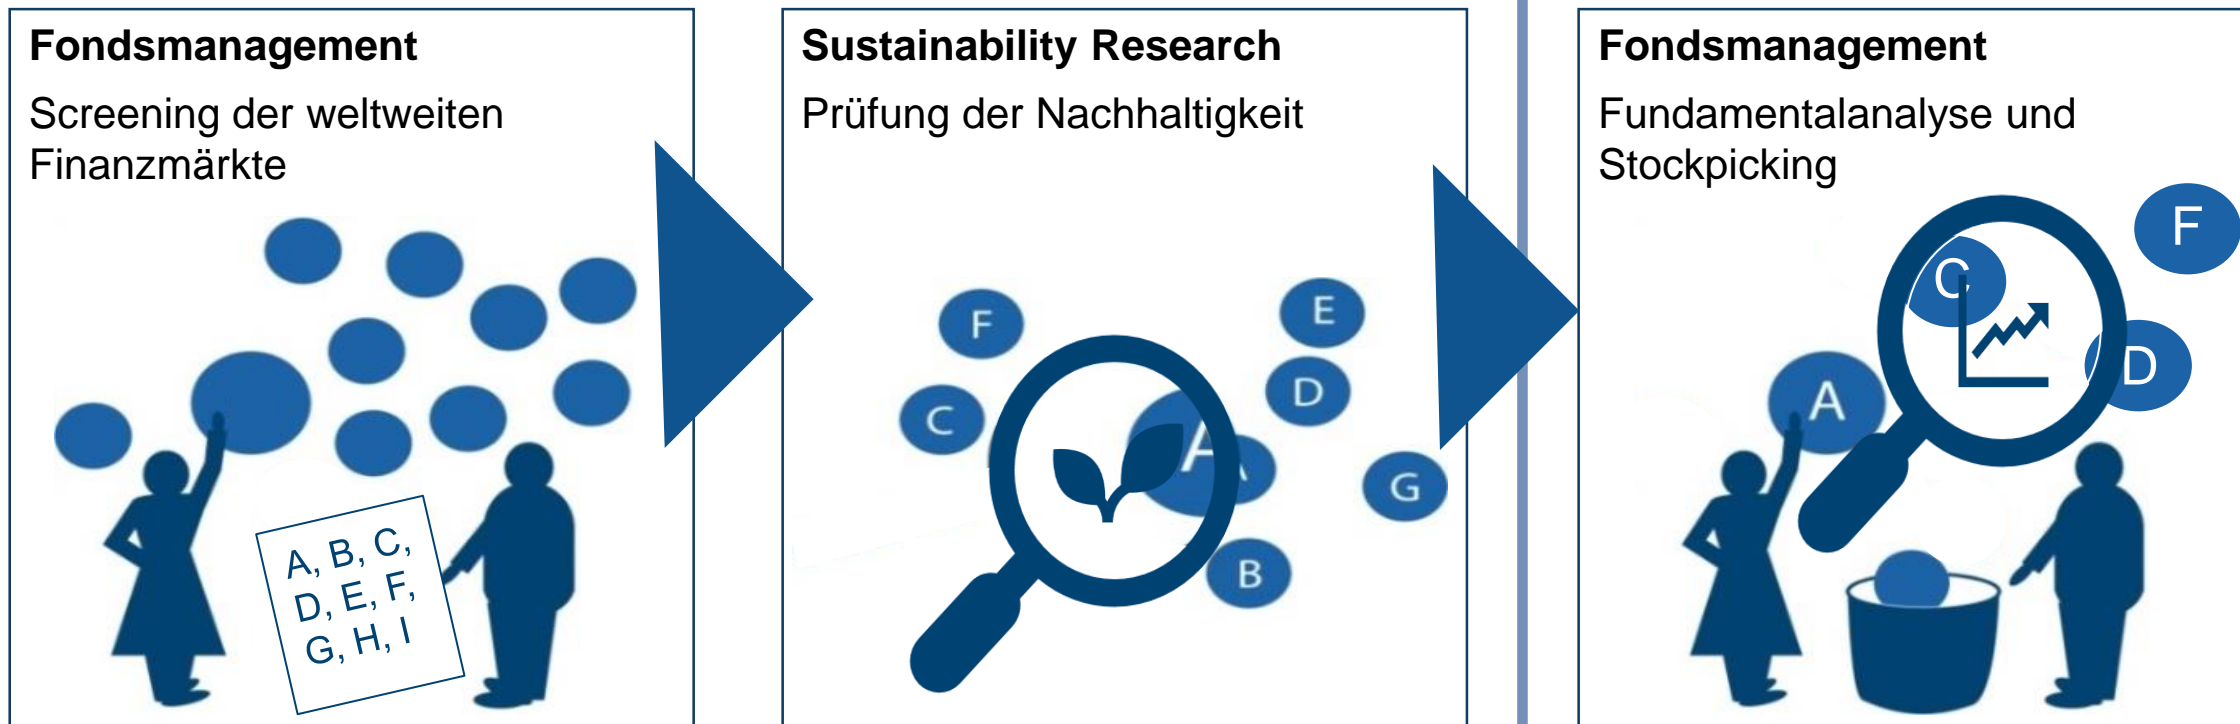 Fondsmanagement
Screening der weltweiten
Finanzmärkte
A, B, C,
D, E, F,
G, H, I
Sustainability Research
Prüfung der Nachhaltigkeit
F
E
D
C
A
A
G
B
Fondsmanagement
Fundamentalanalyse und
Stockpicking
F
C
D
A